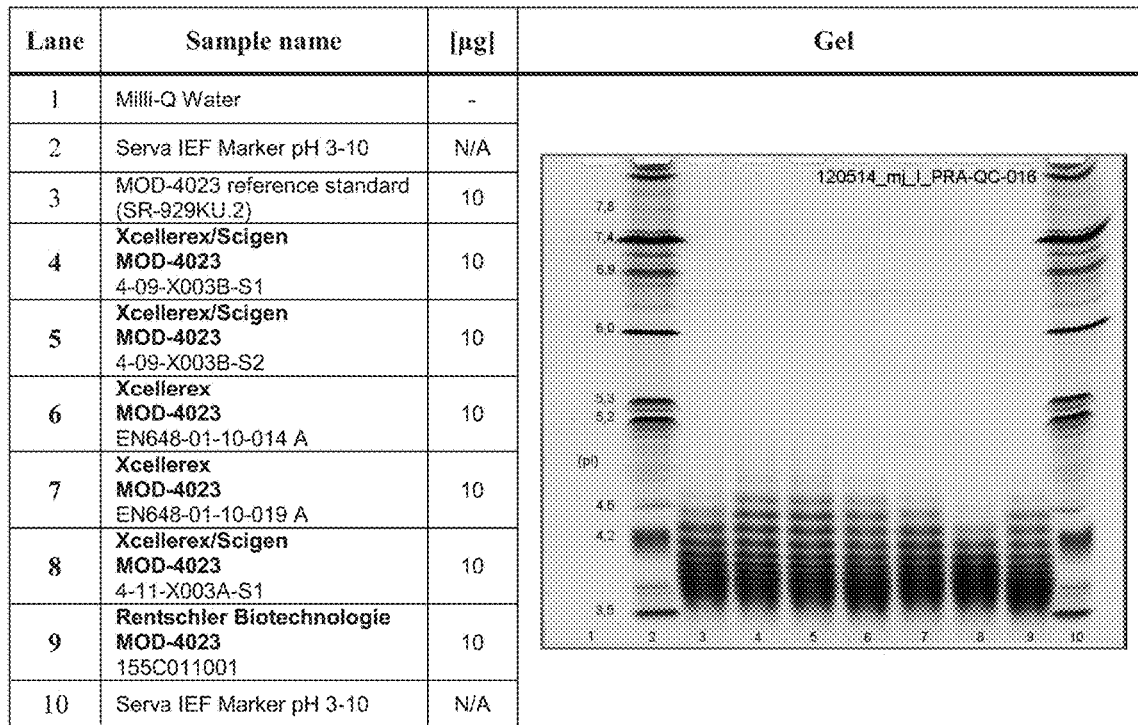 Lane Sample name [µg] Gel
1 Milli-Q Water -
2 Serva IEF Marker pH 3-10 N/A
3 MOD-4023 reference standard (SR-929KU.2) 10
4 Xcellerex/Scigen
MOD-4023
4-09-X003B-S1 10
5 Xcellerex/Scigen
MOD-4023
4-09-X003B-S2 10
6 Xcellerex
MOD-4023
EN648-01-10-014 A 10
7 Xcellerex
MOD-4023
EN648-01-10-019 A 10
8 Xcellerex/Scigen
MOD-4023
4-11-X003A-S1 10
9 Rentschler Biotechnologie
MOD-4023
155C011001 10
10 Serva IEF Marker pH 3-10 N/A
120514_mj_I_PRA-QC-016
7,8
7,4
6,9
6,0
5,3
5,3
(pI)
4,5
4,2
3,5
1 2 3 4 5 6 7 8 9 10